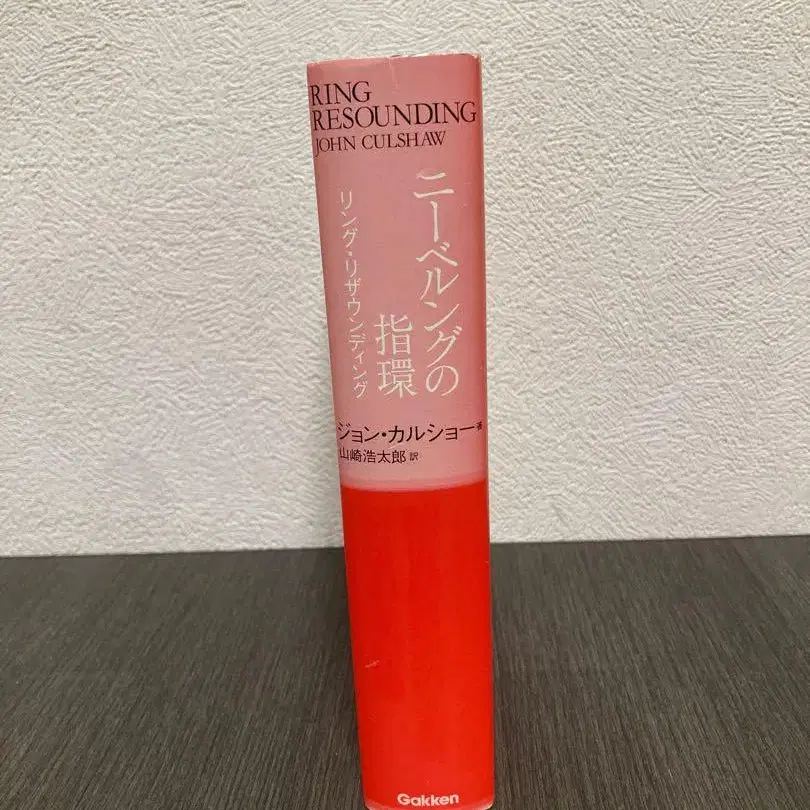 RING
RESOUNDING
JOHN CULSHAW
ニーベルングの
指環
リング・リザウンディング
ジョン・カルショー 著
山崎浩太郎 訳
Gakken